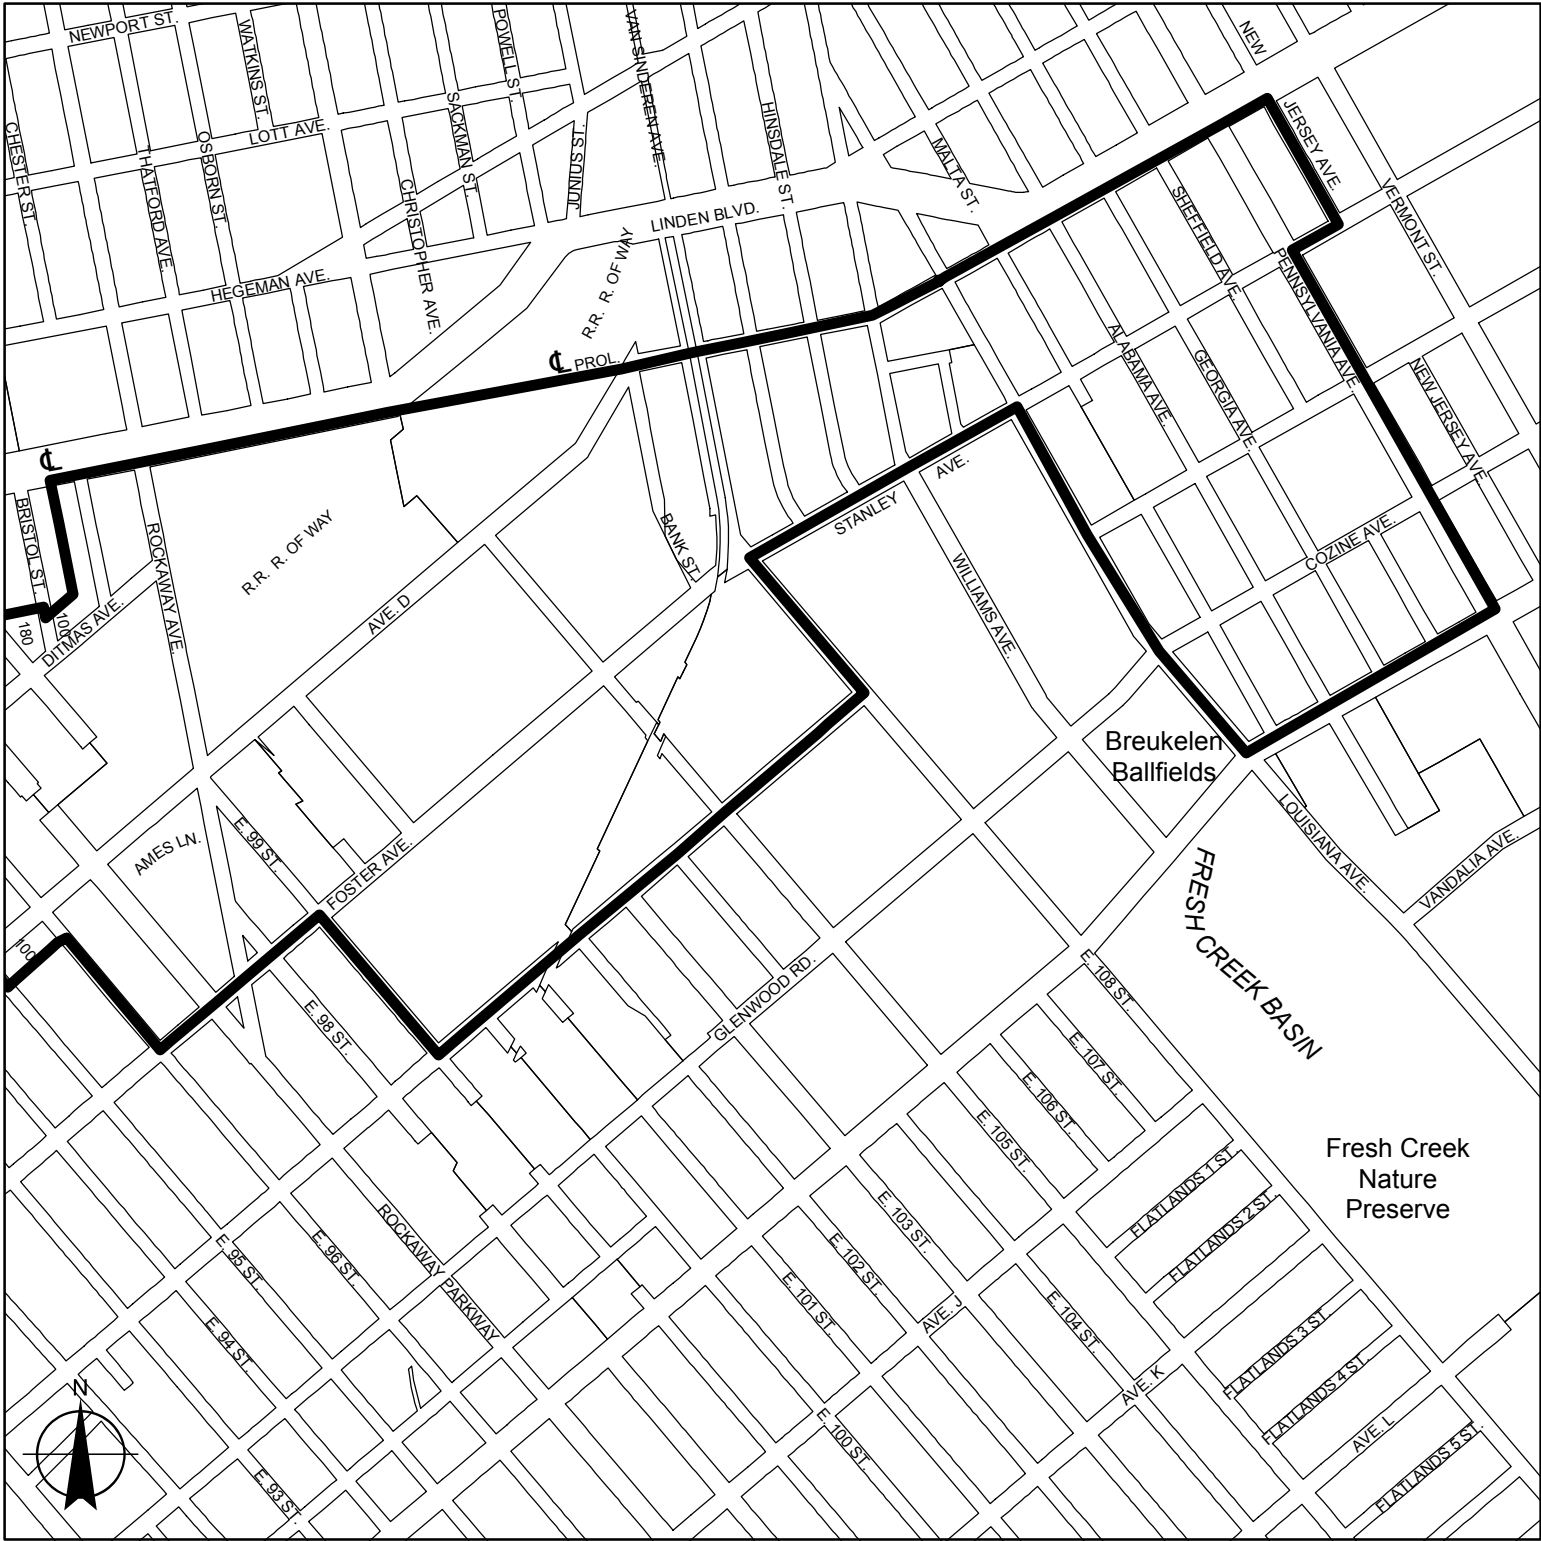 NEWPORT ST.
WATKINS ST.
POWELL ST.
VAN SINDEREN AVE.
NEW
JERSEY AVE.
CHESTER ST.
LOTT AVE.
OSBORN ST.
THATFORD AVE.
SACKMAN ST.
JUNIUS ST.
HINSDALE ST.
MALTA ST.
CHRISTOPHER AVE.
LINDEN BLVD.
SHEFFIELD AVE.
VERMONT ST.
HEGEMAN AVE.
R.R. R. OF WAY
PENNSYLVANIA AVE.
℄ PROL.
ALABAMA AVE.
GEORGIA AVE.
NEW JERSEY AVE.
℄
BRISTOL ST.
ROCKAWAY AVE.
R.R. R. OF WAY
BANK ST.
STANLEY
AVE.
COZINE AVE.
WILLIAMS AVE.
180
100
DITMAS AVE.
AVE. D
Breukelen
Ballfields
AMES LN.
E. 99 ST.
FOSTER AVE.
LOUISIANA AVE.
VANDALIA AVE.
FRESH CREEK BASIN
100
E. 98 ST.
GLENWOOD RD.
E. 108 ST.
E. 107 ST.
E. 106 ST.
E. 105 ST.
Fresh Creek
Nature
Preserve
FLATLANDS 1 ST.
FLATLANDS 2 ST.
E. 103 ST.
E. 102 ST.
E. 101 ST.
ROCKAWAY PARKWAY
E. 96 ST.
E. 95 ST.
E. 94 ST.
AVE. J
E. 104 ST.
FLATLANDS 3 ST.
FLATLANDS 4 ST.
AVE. K
AVE. L
FLATLANDS 5 ST.
E. 100 ST.
E. 93 ST.
N